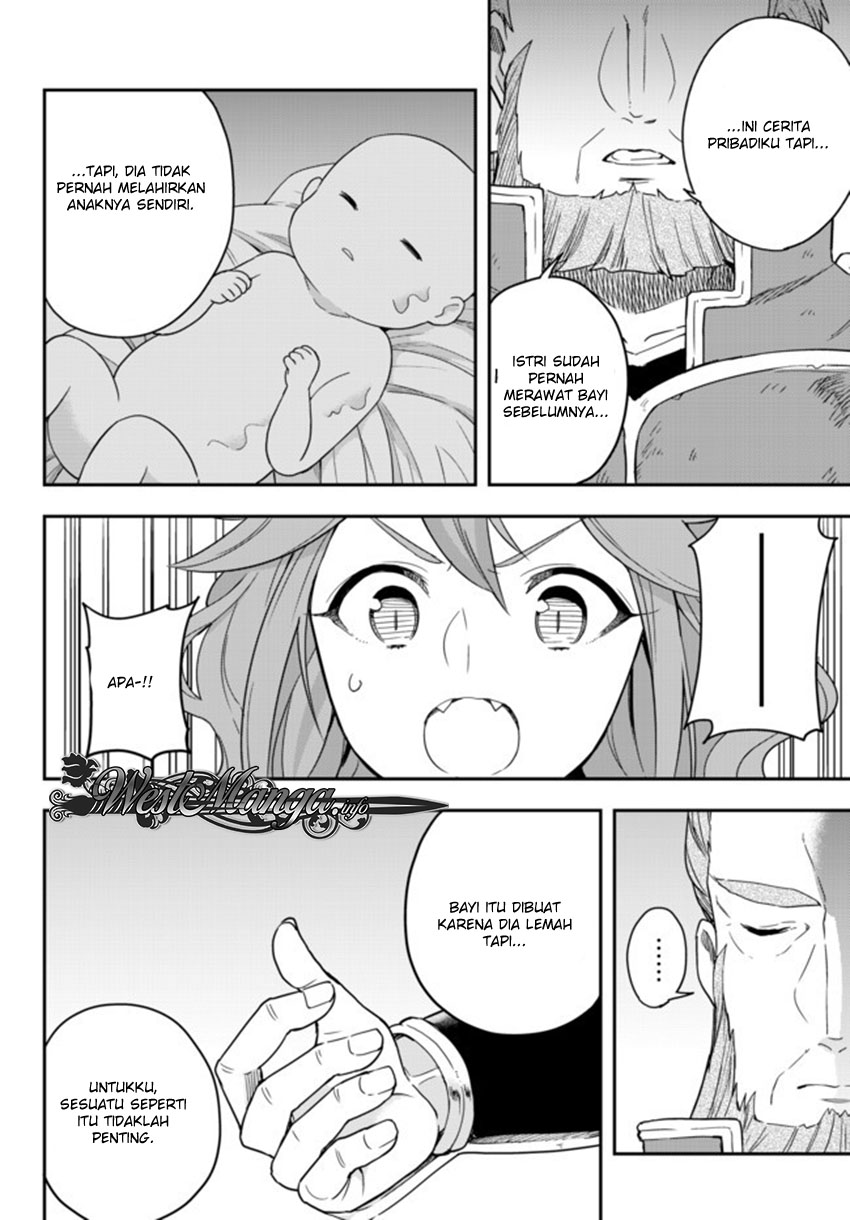 ...INI CERITA
PRIBADIKU TAPI...
ISTRI SUDAH
PERNAH
MERAWAT BAYI
SEBELUMNYA...
...TAPI, DIA TIDAK
PERNAH MELAHIRKAN
ANAKNYA SENDIRI.
APA-!!
WestManga.info
......
BAYI ITU DIBUAT
KARENA DIA LEMAH
TAPI...
UNTUKKU,
SESUATU SEPERTI
ITU TIDAKLAH
PENTING.